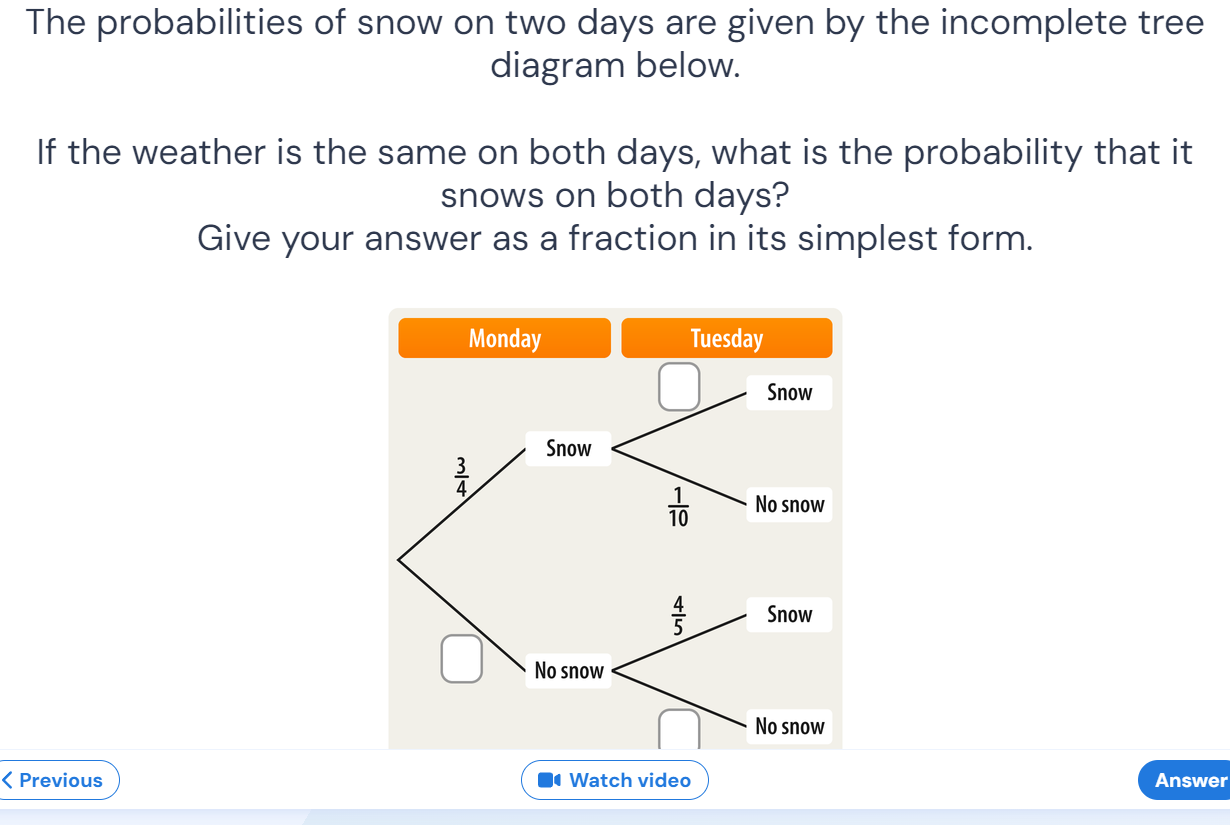 The probabilities of snow on two days are given by the incomplete tree
diagram below.
If the weather is the same on both days, what is the probability that it
snows on both days?
Give your answer as a fraction in its simplest form.
Monday
Tuesday
Snow
Snow
3/4
1/10
No snow
4/5
Snow
No snow
No snow
Previous
Watch video
Answer